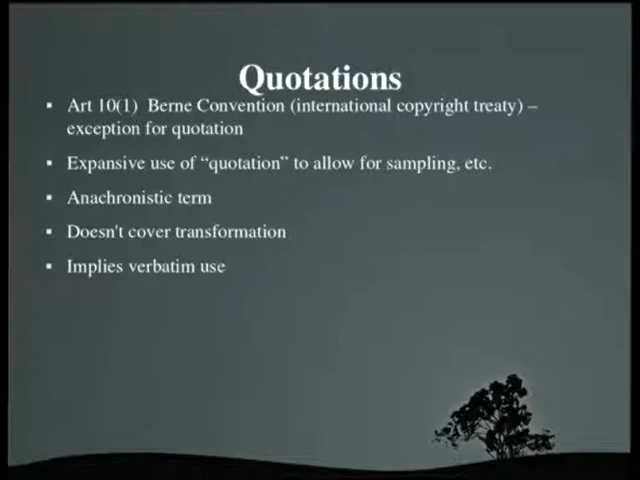 Quotations
▪ Art 10(1) Berne Convention (international copyright treaty) –
exception for quotation
▪ Expansive use of “quotation” to allow for sampling, etc.
▪ Anachronistic term
▪ Doesn't cover transformation
▪ Implies verbatim use